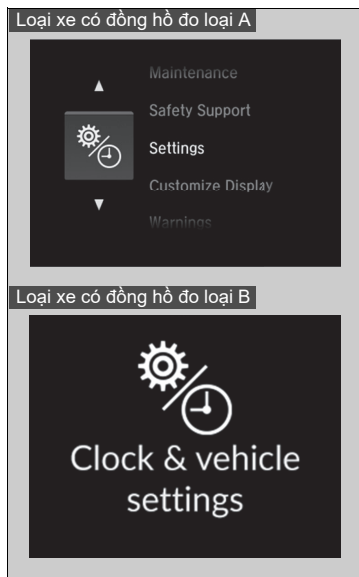 Loại xe có đồng hồ đo loại A
Maintenance
Safety Support
Settings
Customize Display
Warnings
Loại xe có đồng hồ đo loại B
Clock & vehicle
settings